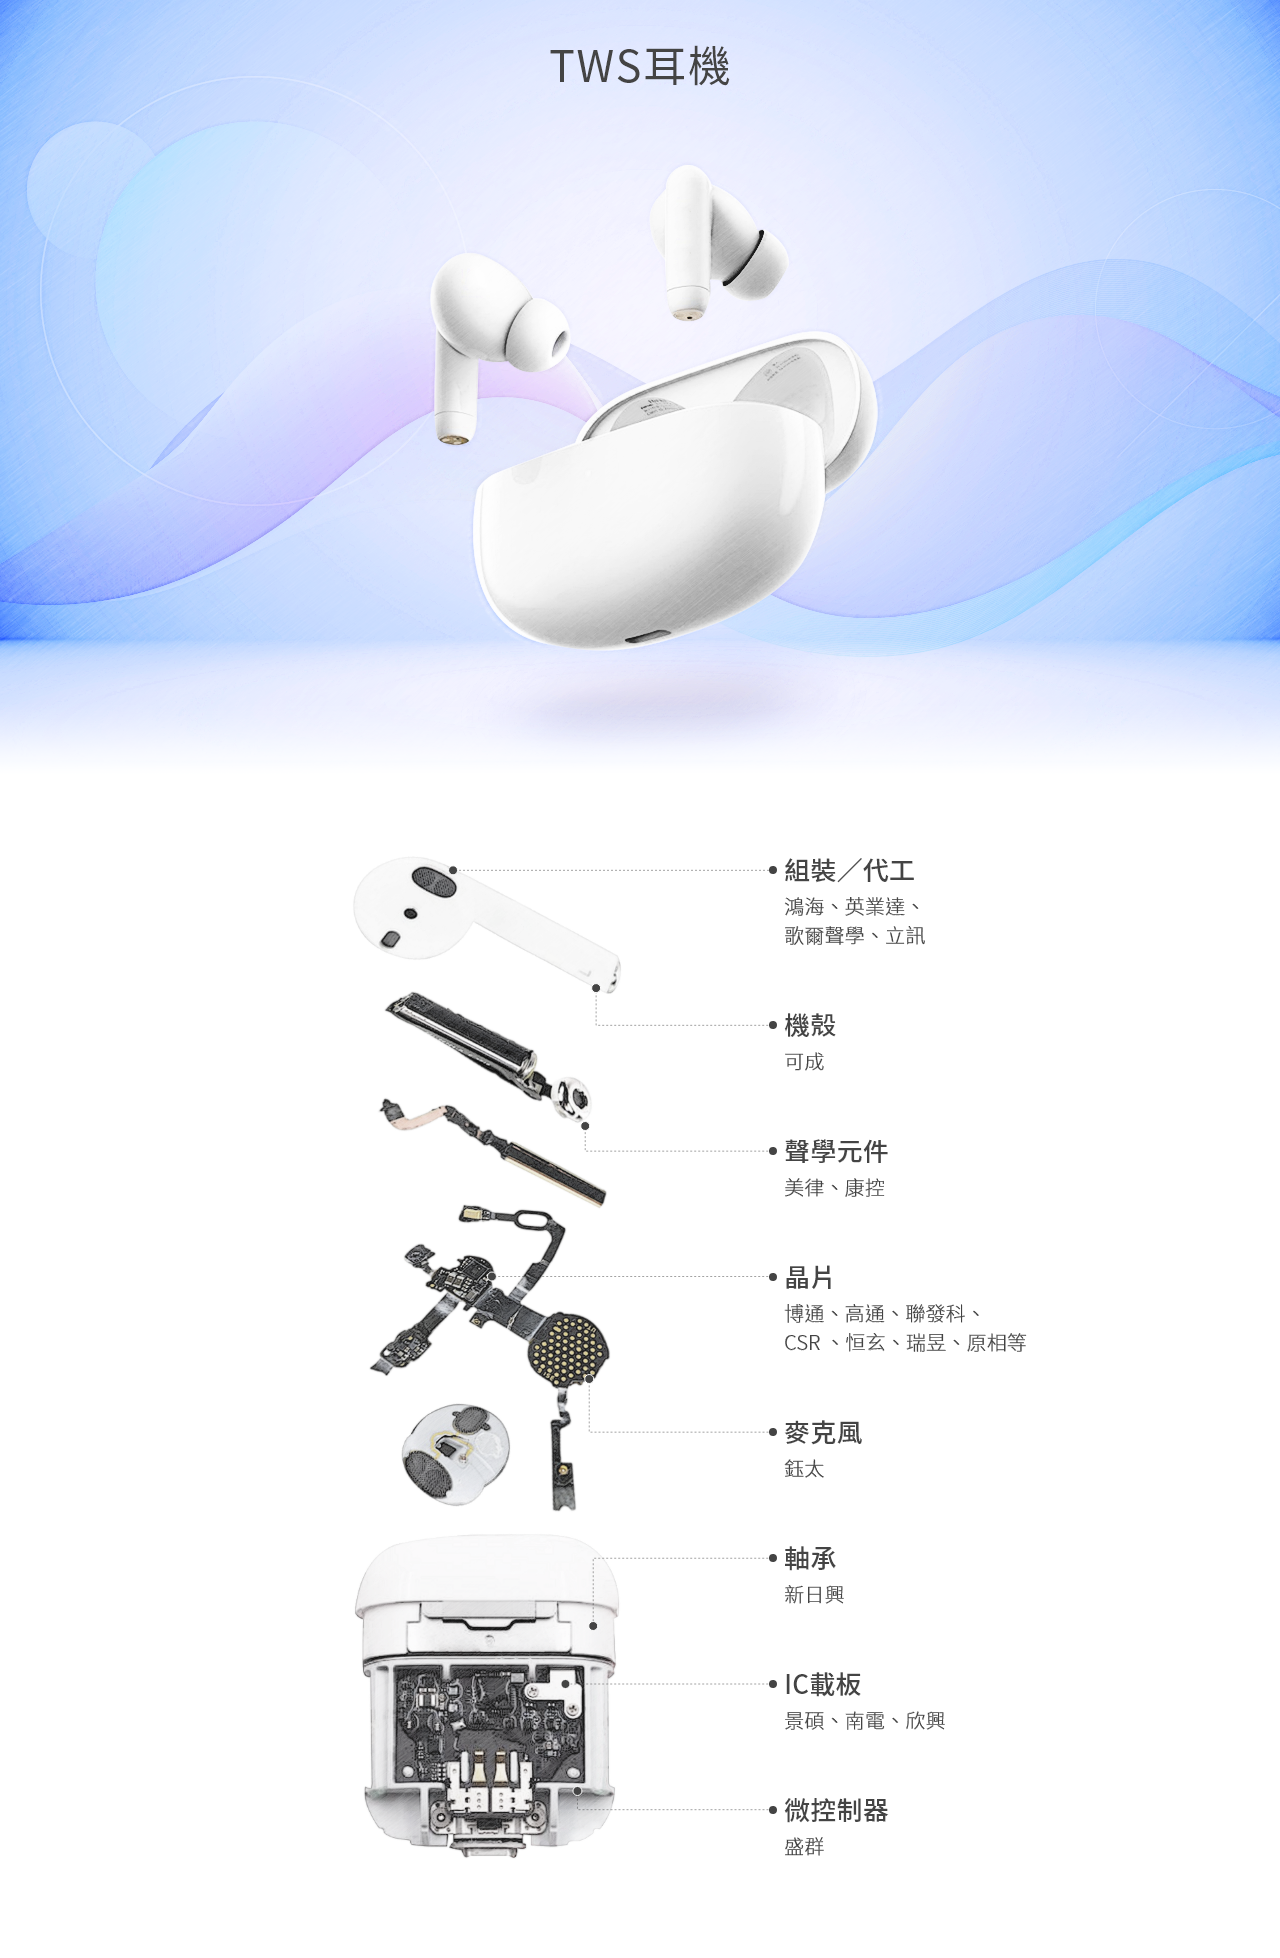 TWS耳機
組裝／代工
鴻海、英業達、
歌爾聲學、立訊
機殼
可成
聲學元件
美律、康控
晶片
博通、高通、聯發科、
CSR 、恒玄、瑞昱、原相等
麥克風
鈺太
軸承
新日興
IC載板
景碩、南電、欣興
微控制器
盛群